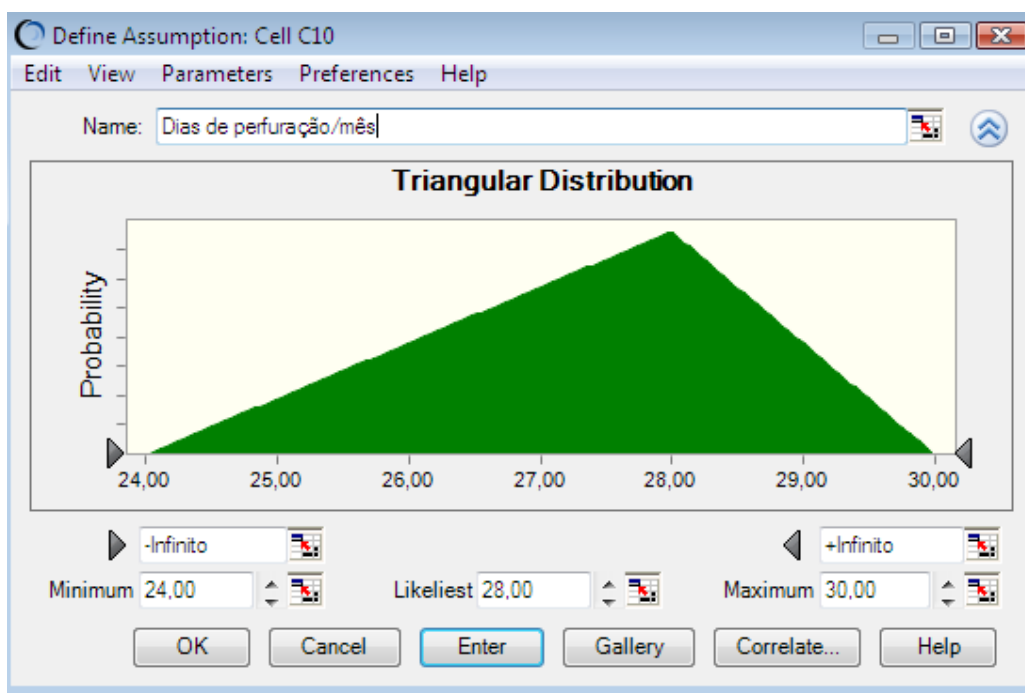 Define Assumption: Cell C10
Edit View Parameters Preferences Help
Name: Dias de perfuração/mês
Triangular Distribution
Probability
24,00 25,00 26,00 27,00 28,00 29,00 30,00
-Infinito +Infinito
Minimum 24,00 Likeliest 28,00 Maximum 30,00
OK Cancel Enter Gallery Correlate... Help